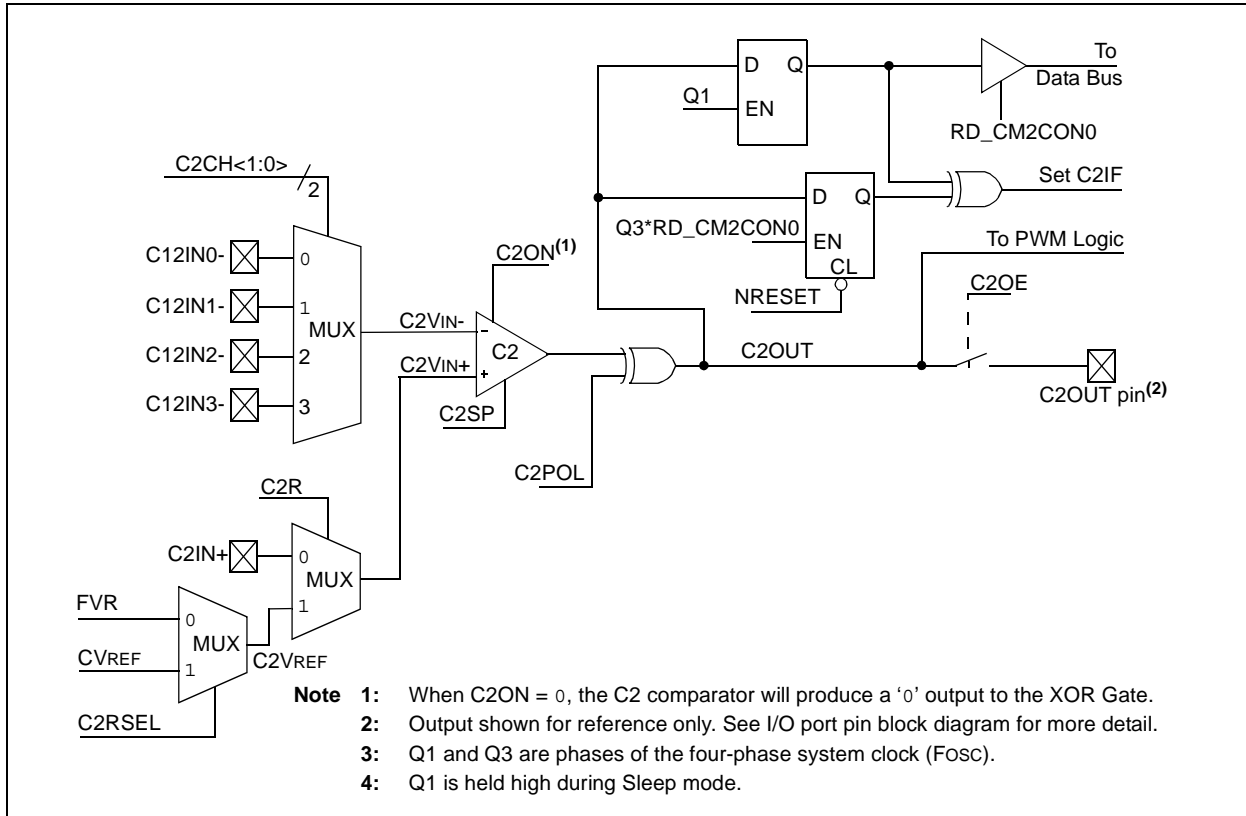 D Q
Q1
EN
To
Data Bus
RD_CM2CON0
C2CH<1:0>
2
D Q
Q3*RD_CM2CON0
EN
CL
NRESET
Set C2IF
To PWM Logic
C2OE
C12IN0-
0
C12IN1-
1
MUX
C12IN2-
2
C12IN3-
3
C2ON(1)
C2VIN-
-
C2
C2VIN+
+
C2SP
C2OUT
C2OUT pin(2)
C2POL
C2R
C2IN+
0
MUX
1
FVR
0
MUX
CVREF
1
C2VREF
C2RSEL
Note 1: When C2ON = 0, the C2 comparator will produce a ‘0’ output to the XOR Gate.
2: Output shown for reference only. See I/O port pin block diagram for more detail.
3: Q1 and Q3 are phases of the four-phase system clock (FOSC).
4: Q1 is held high during Sleep mode.